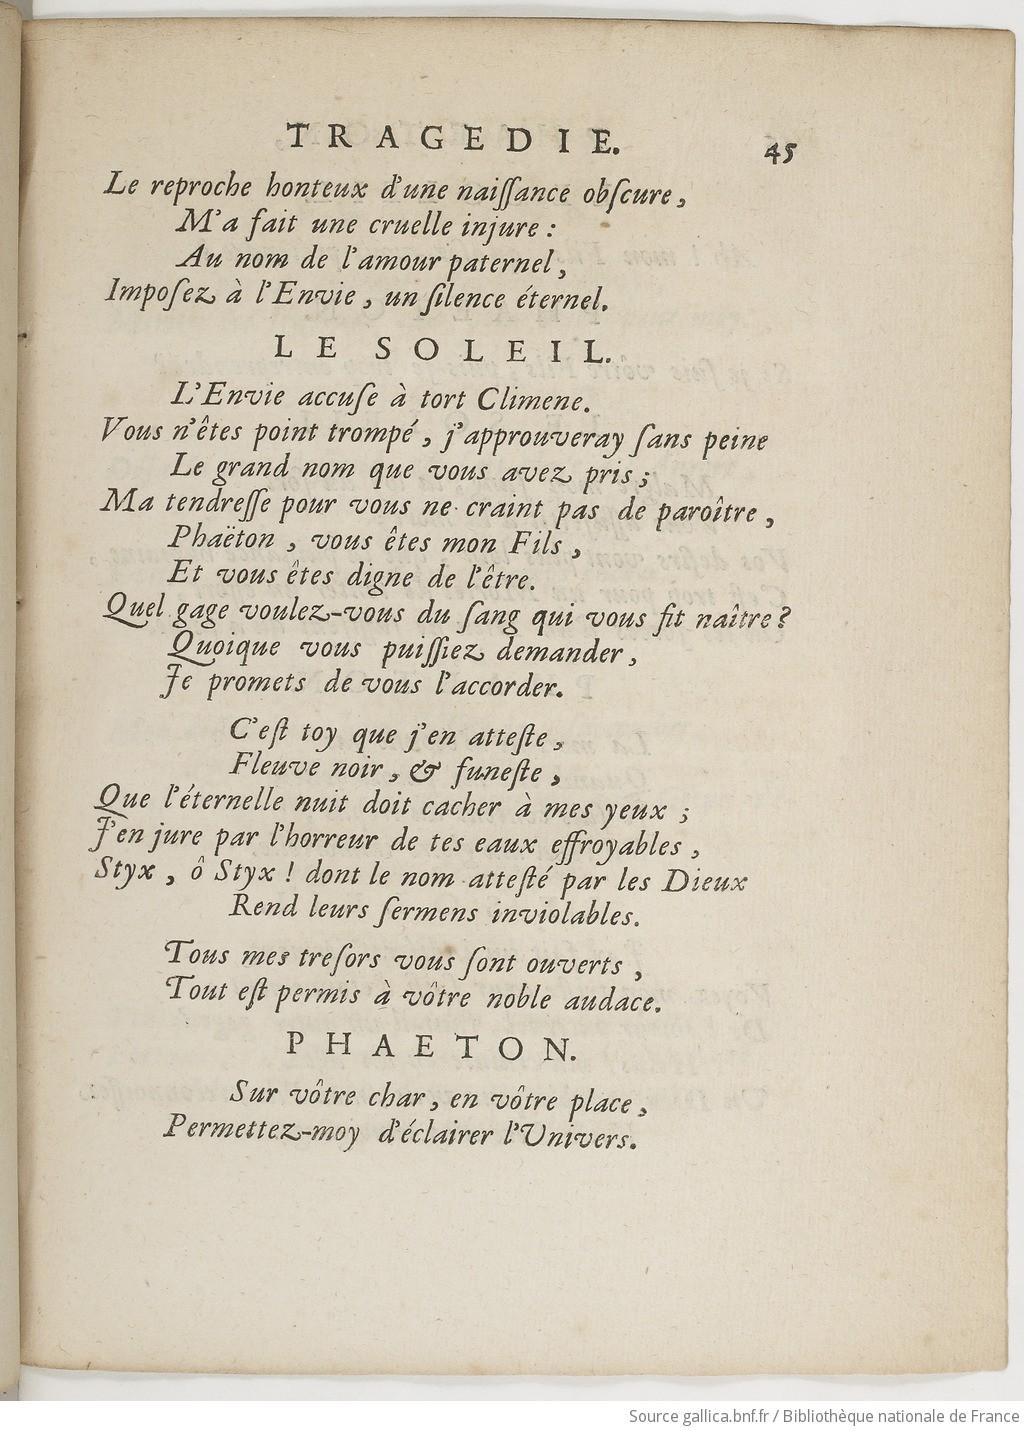 TRAGEDIE. 45
Le reproche honteux d'une naiſſance obſcure,
M'a fait une cruelle injure :
Au nom de l'amour paternel,
Impoſez à l'Envie, un ſilence éternel.
LE SOLEIL.
L'Envie accuſe à tort Climene.
Vous n'êtes point trompé, j'approuveray ſans peine
Le grand nom que vous avez pris ;
Ma tendreſſe pour vous ne craint pas de paroître,
Phaëton, vous êtes mon Fils,
Et vous êtes digne de l'être.
Quel gage voulez-vous du ſang qui vous fit naître?
Quoique vous puiſſiez demander,
Je promets de vous l'accorder.
C'eſt toy que j'en atteſte,
Fleuve noir, & funeſte,
Que l'éternelle nuit doit cacher à mes yeux ;
J'en jure par l'horreur de tes eaux effroyables,
Styx, ô Styx ! dont le nom atteſté par les Dieux
Rend leurs ſermens inviolables.
Tous mes treſors vous ſont ouverts,
Tout eſt permis à vôtre noble audace.
PHAETON.
Sur vôtre char, en vôtre place,
Permettez-moy d'éclairer l'Univers.
Source gallica.bnf.fr / Bibliothèque nationale de France